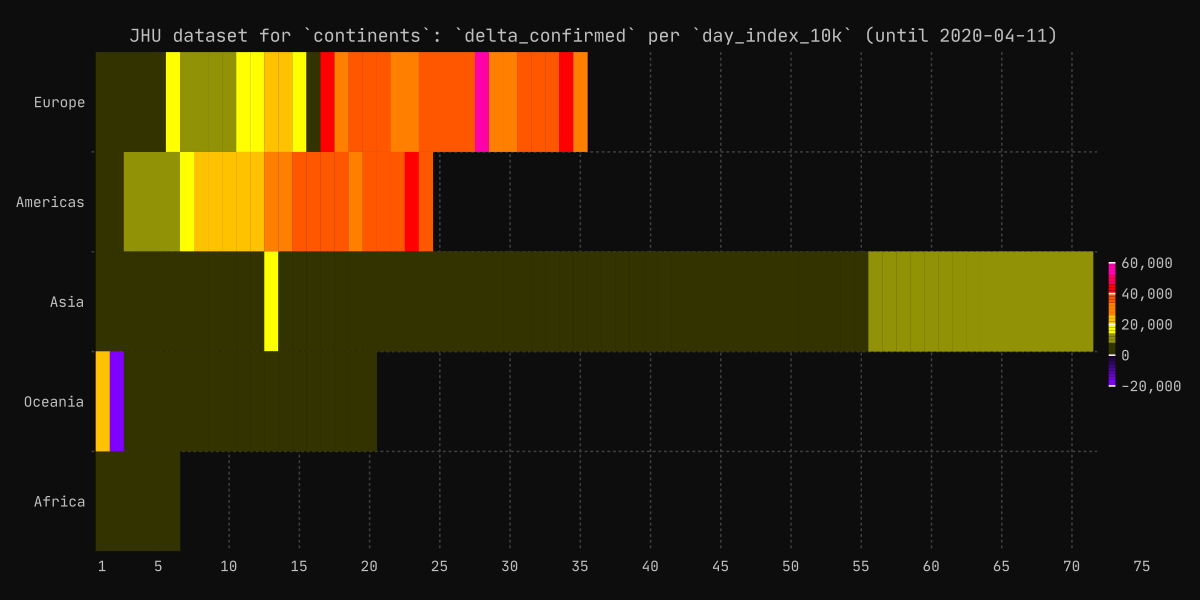 JHU dataset for `continents`: `delta_confirmed` per `day_index_10k` (until 2020-04-11)
Europe
Americas
Asia
Oceania
Africa
60,000
40,000
20,000
0
-20,000
1 5 10 15 20 25 30 35 40 45 50 55 60 65 70 75